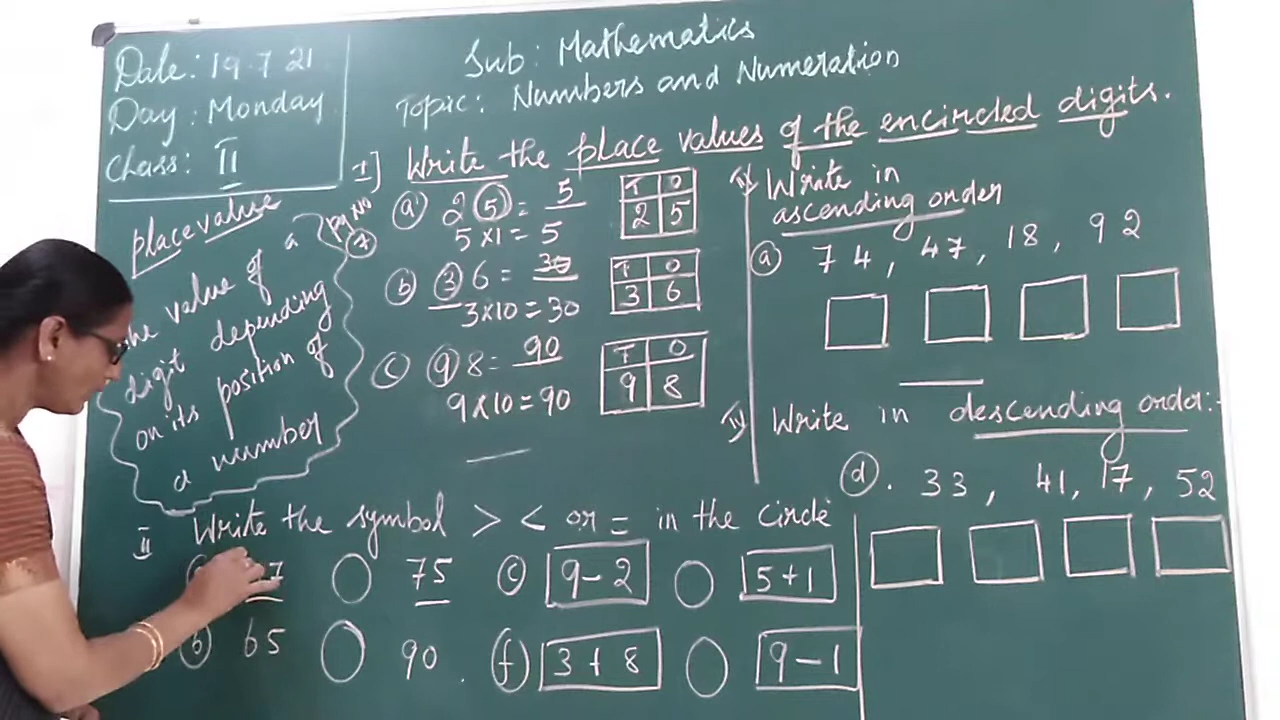 Date: 19.7.21
Day: Monday
Class: II
Sub: Mathematics
Topic: Numbers and Numeration
place value
value of a
digit depending
on its position of
a number
Pg No
4
I] Write the place values of the encircled digits.
a 2 5 = 5
5 x 1 = 5
T O
2 5
b 3 6 = 30
3 x 10 = 30
T O
3 6
c 9 8 = 90
9 x 10 = 90
T O
9 8
II Write the symbol > < or = in the circle
75
b 65 90.
c 9 - 2 5 + 1
f 3 + 8 9 - 1
Write in
ascending order
a 74, 47, 18, 92
Write in descending order:-
d. 33, 41, 17, 52